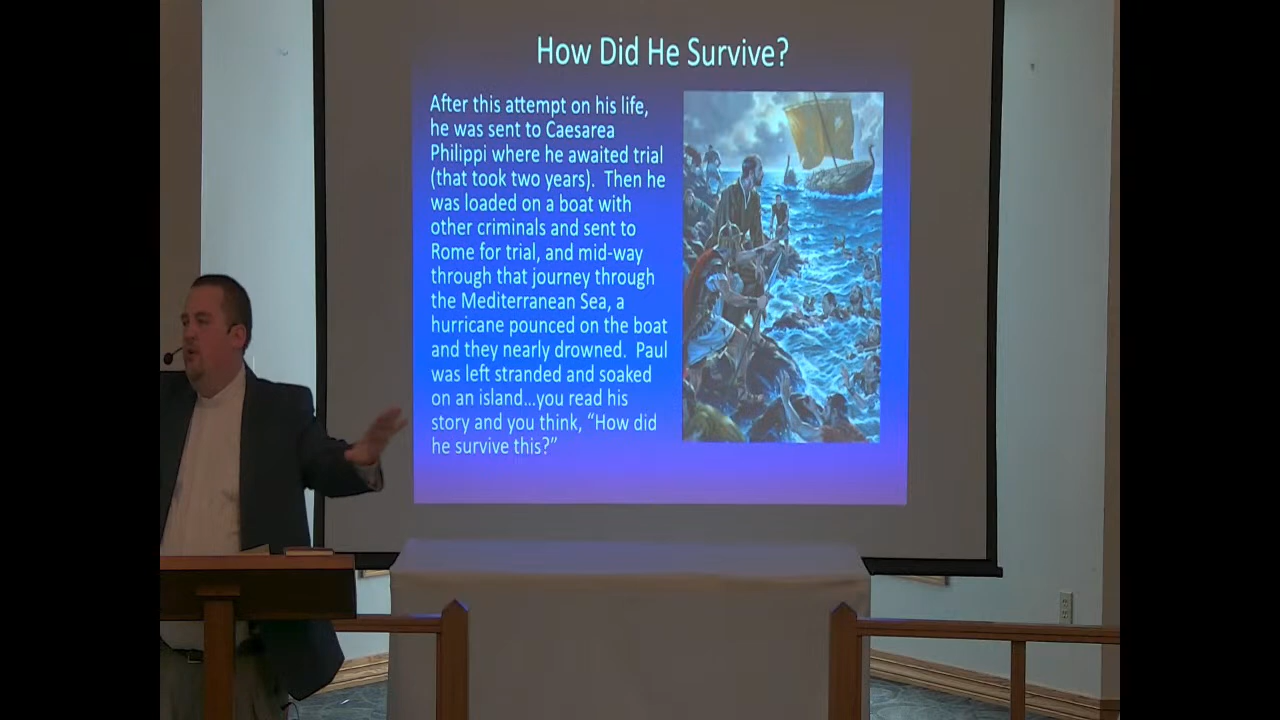 How Did He Survive?
After this attempt on his life,
he was sent to Caesarea
Philippi where he awaited trial
(that took two years).  Then he
was loaded on a boat with
other criminals and sent to
Rome for trial, and mid-way
through that journey through
the Mediterranean Sea, a
hurricane pounced on the boat
and they nearly drowned.  Paul
was left stranded and soaked
on an island...you read his
story and you think, “How did
he survive this?”